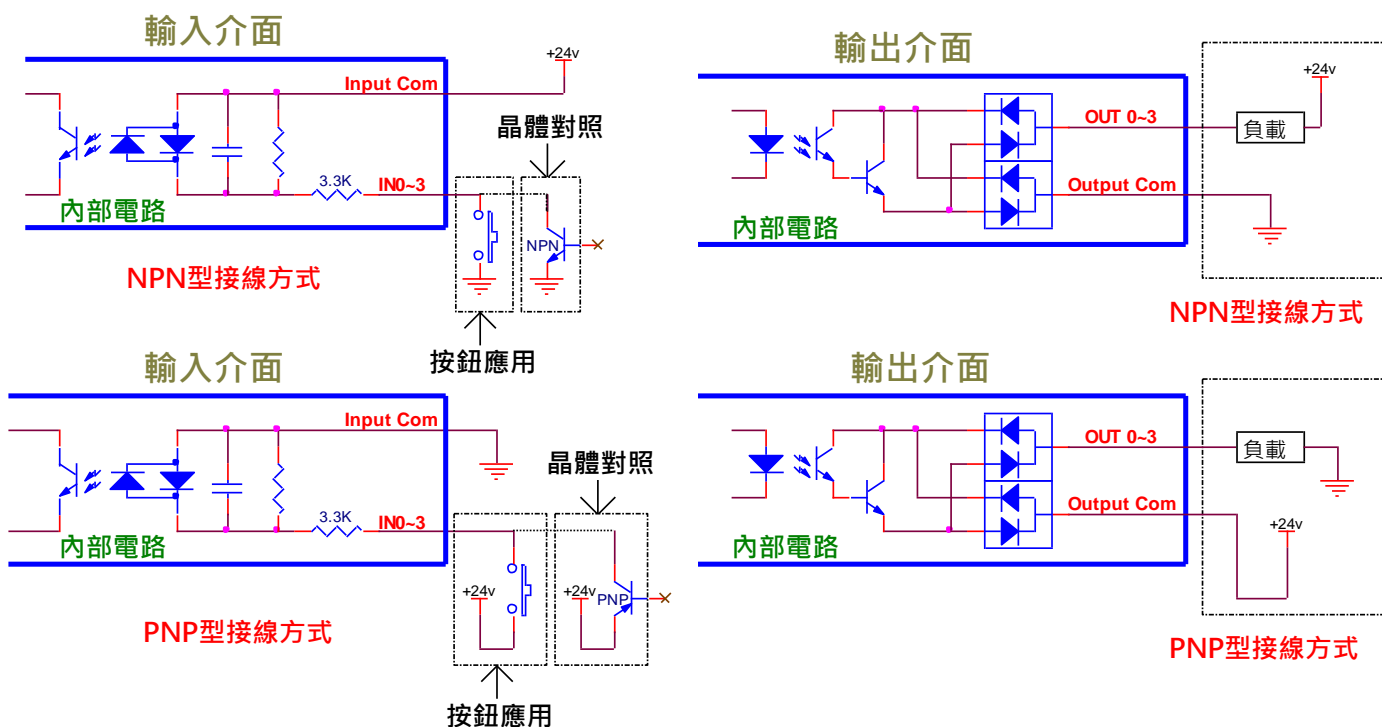 輸入介面
+24v
Input Com
晶體對照
3.3K
IN0~3
NPN
內部電路
NPN型接線方式
按鈕應用
輸出介面
+24v
OUT 0~3
負載
Output Com
內部電路
NPN型接線方式
輸入介面
Input Com
晶體對照
3.3K
IN0~3
內部電路
+24v
+24v
PNP
PNP型接線方式
按鈕應用
輸出介面
OUT 0~3
負載
Output Com
+24v
內部電路
PNP型接線方式